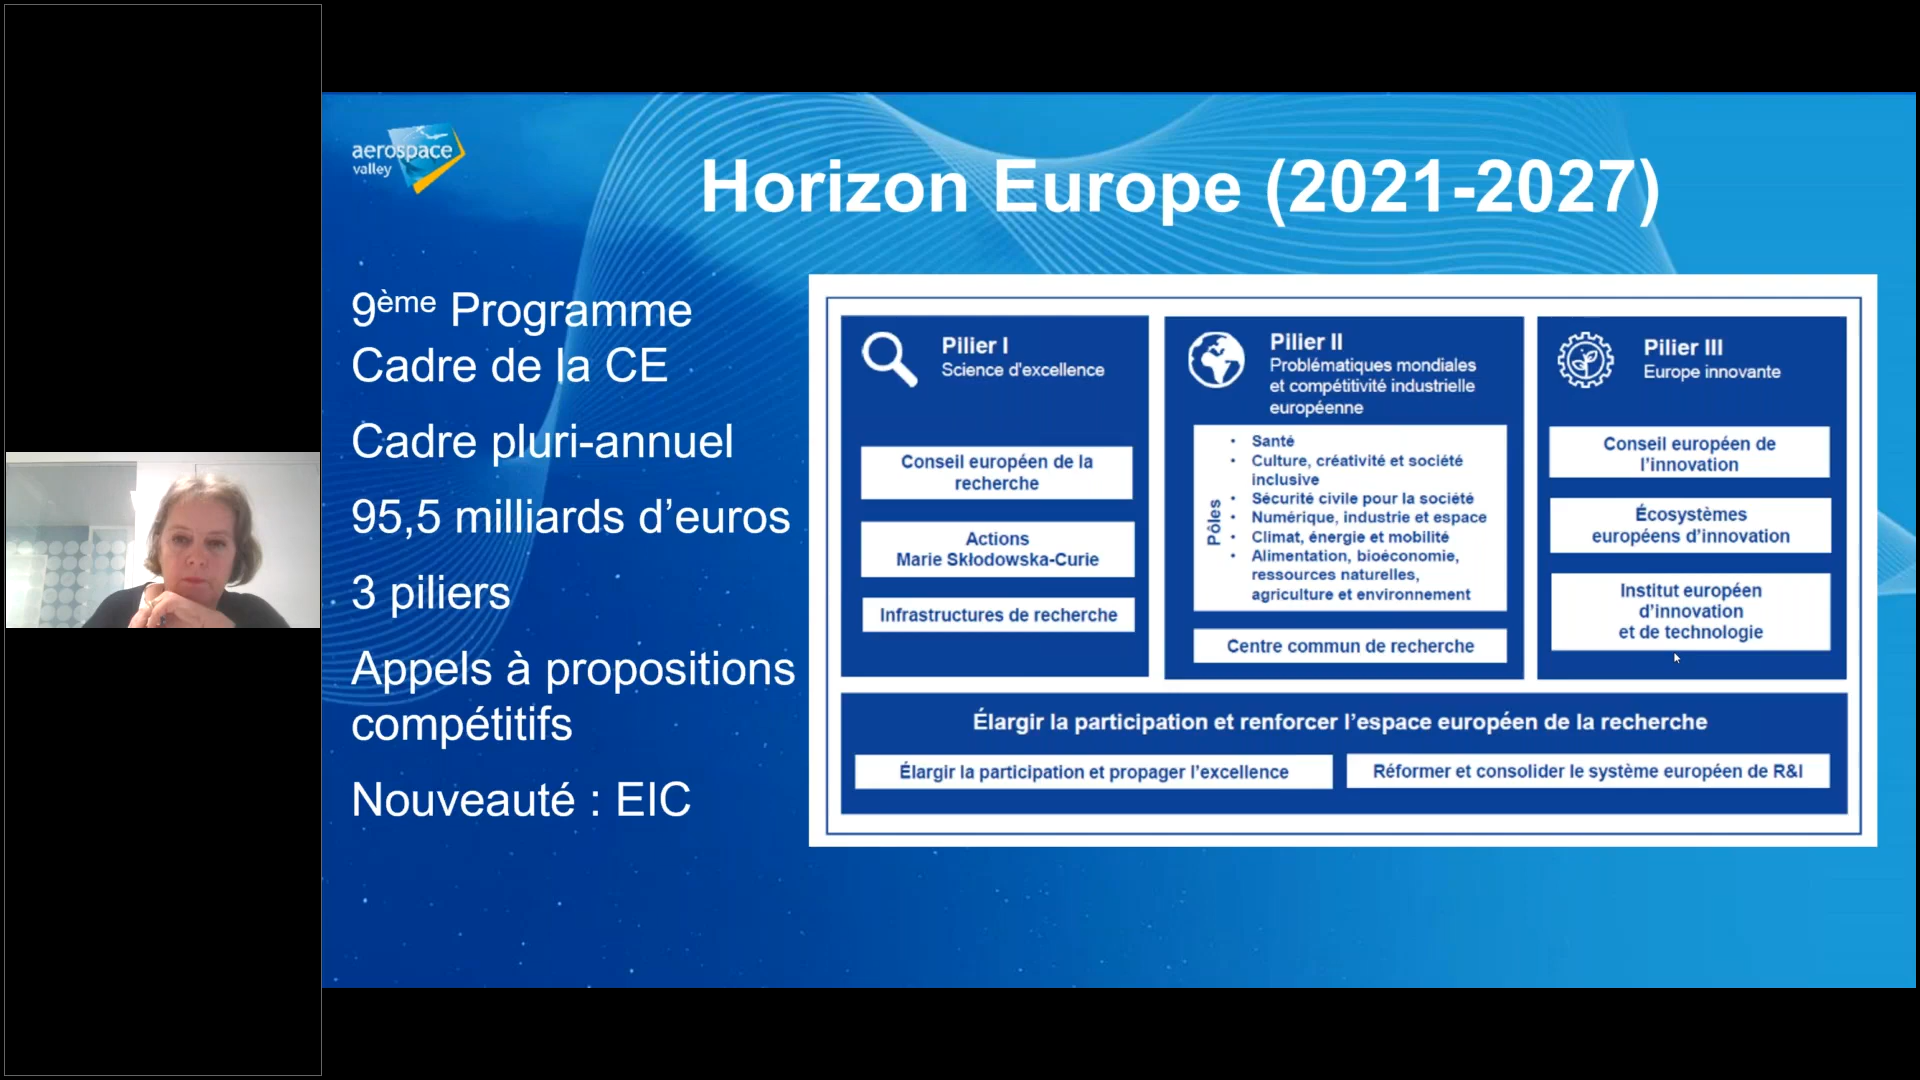 aerospace
valley
Horizon Europe (2021-2027)
9ème Programme
Cadre de la CE
Cadre pluri-annuel
95,5 milliards d’euros
3 piliers
Appels à propositions
compétitifs
Nouveauté : EIC
Pilier I
Science d'excellence
Conseil européen de la
recherche
Actions
Marie Skłodowska-Curie
Infrastructures de recherche
Pilier II
Problématiques mondiales
et compétitivité industrielle
européenne
Pôles
• Santé
• Culture, créativité et société
inclusive
• Sécurité civile pour la société
• Numérique, industrie et espace
• Climat, énergie et mobilité
• Alimentation, bioéconomie,
ressources naturelles,
agriculture et environnement
Centre commun de recherche
Pilier III
Europe innovante
Conseil européen de
l’innovation
Écosystèmes
européens d’innovation
Institut européen
d’innovation
et de technologie
Élargir la participation et renforcer l’espace européen de la recherche
Élargir la participation et propager l’excellence
Réformer et consolider le système européen de R&I